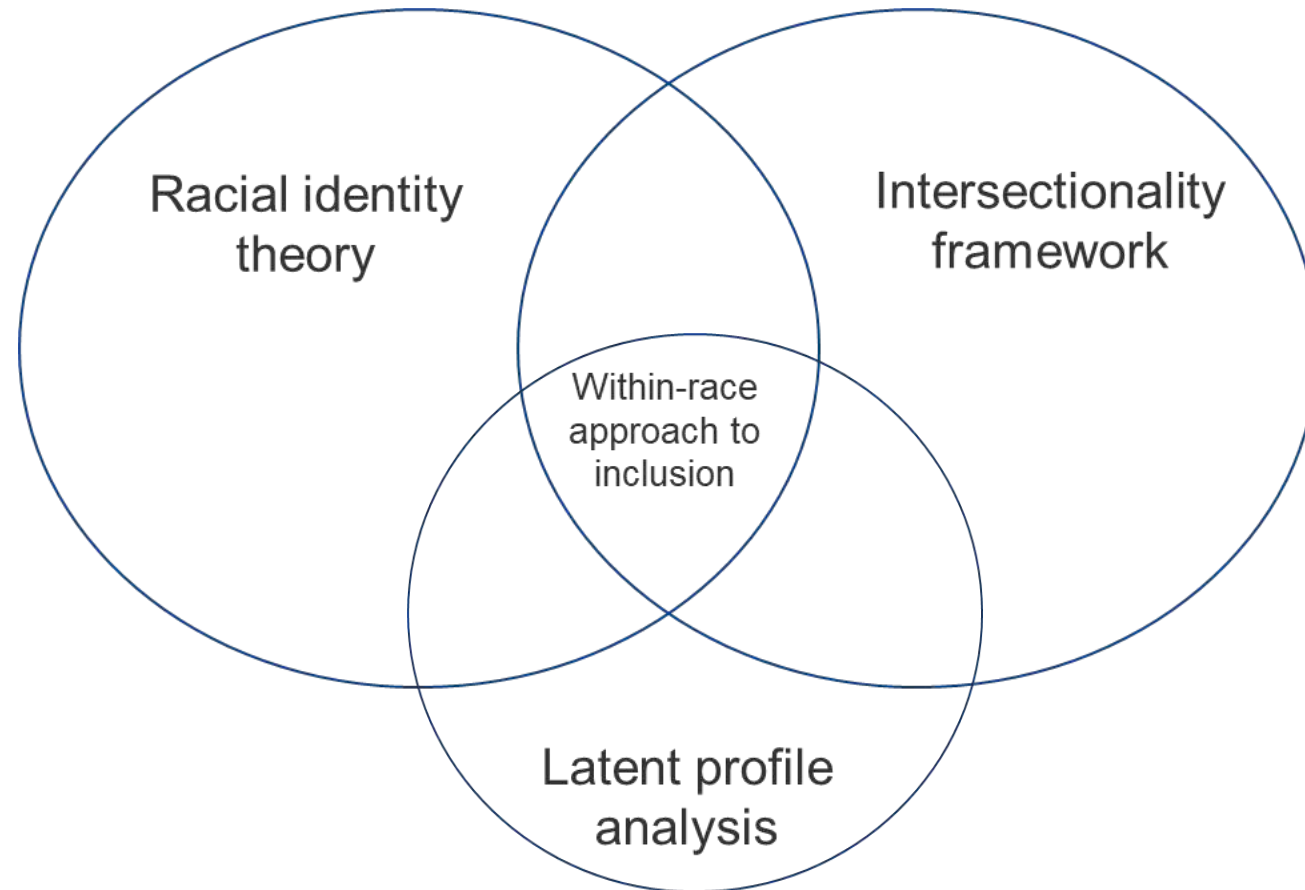 Racial identity
theory
Intersectionality
framework
Within-race
approach to
inclusion
Latent profile
analysis